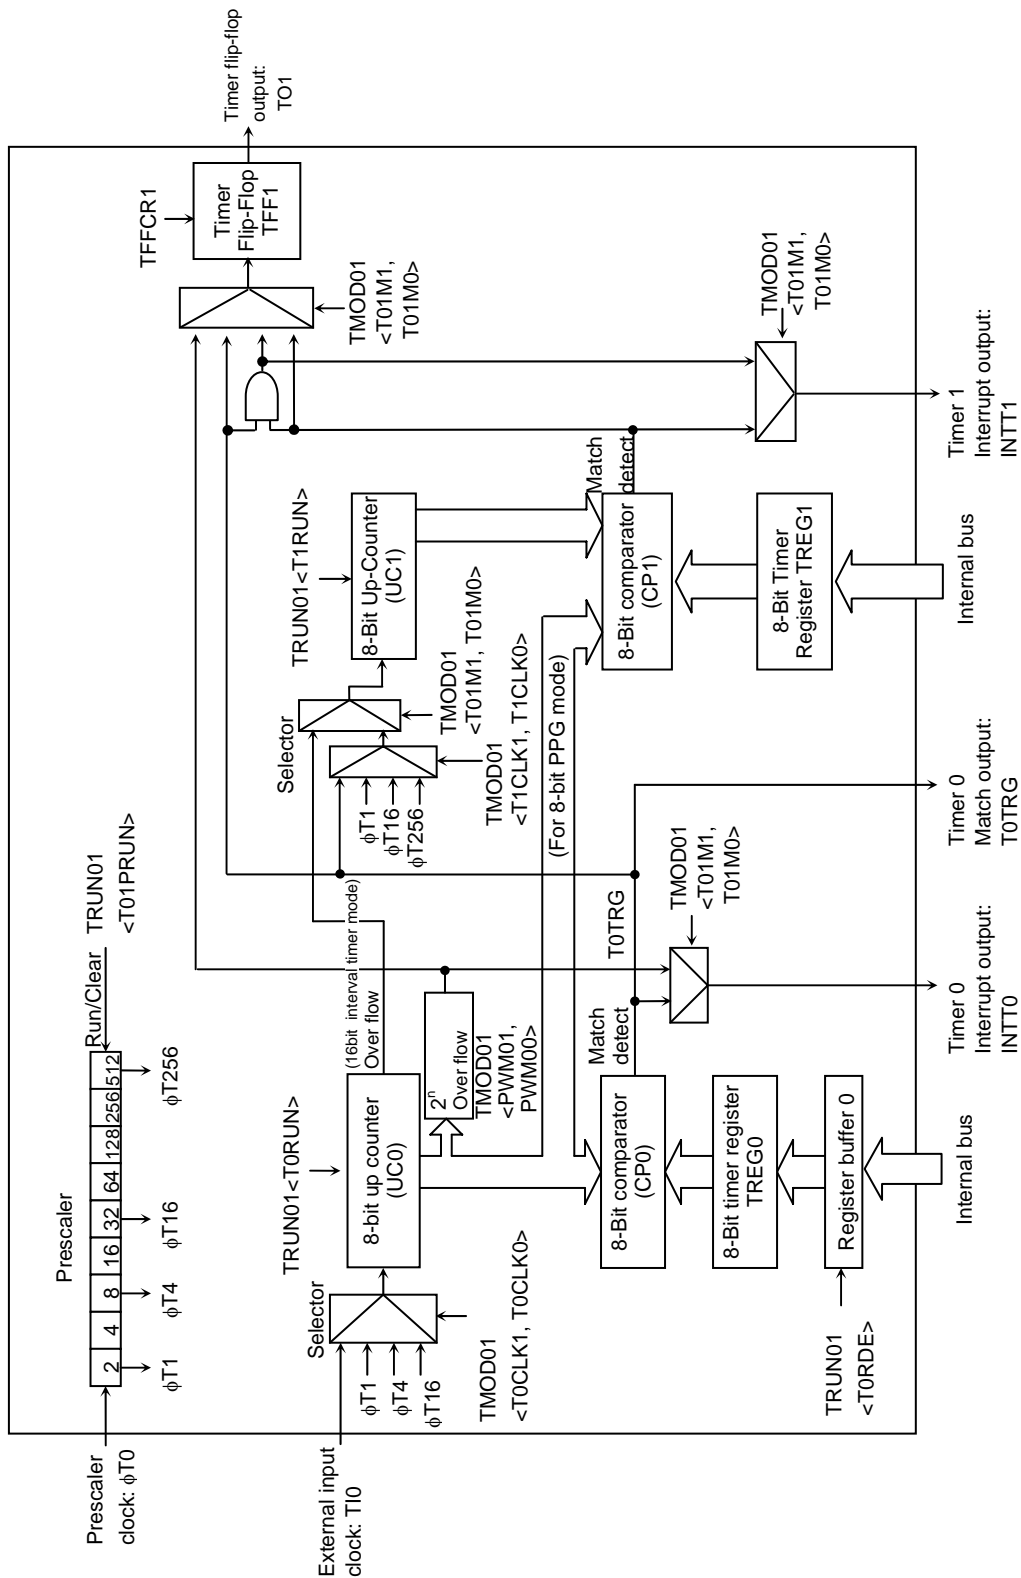 Prescaler
clock: ϕT0
Prescaler
2 4 8 16 32 64 128 256 512
Run/Clear
TRUN01
<T01PRUN>
ϕT1
ϕT4
ϕT16
ϕT256
External input
clock: TI0
Selector
ϕT1
ϕT4
ϕT16
TMOD01
<T0CLK1, T0CLK0>
TRUN01<T0RUN>
8-bit up counter
(UC0)
(16bit interval timer mode)
Over flow
2n
Over flow
TMOD01
<PWM01,
PWM00>
Selector
ϕT1
ϕT16
ϕT256
TMOD01
<T1CLK1, T1CLK0>
TMOD01
<T01M1, T01M0>
TRUN01<T1RUN>
8-Bit Up-Counter
(UC1)
TFFCR1
Timer
Flip-Flop
TFF1
Timer flip-flop
output:
TO1
TMOD01
<T01M1,
T01M0>
(For 8-bit PPG mode)
8-Bit comparator
(CP0)
Match
detect
T0TRG
8-Bit comparator
(CP1)
Match
detect
8-Bit timer register
TREG0
TMOD01
<T01M1,
T01M0>
8-Bit Timer
Register TREG1
TMOD01
<T01M1,
T01M0>
TRUN01
<T0RDE>
Register buffer 0
Internal bus
Timer 0
Interrupt output:
INTT0
Timer 0
Match output:
T0TRG
Internal bus
Timer 1
Interrupt output:
INTT1